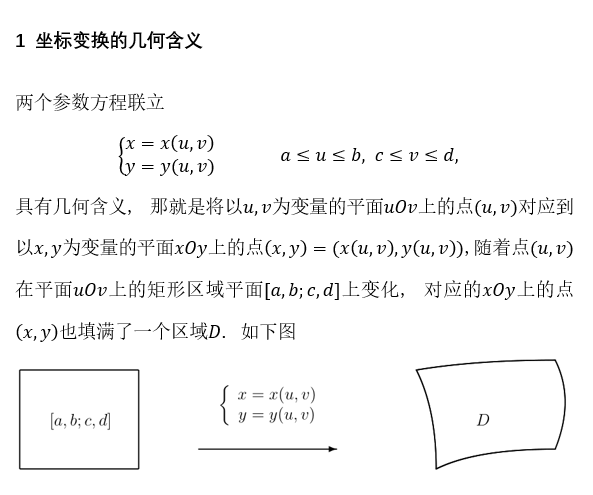 1 坐标变换的几何含义
两个参数方程联立
{x = x(u, v)
y = y(u, v) a ≤ u ≤ b, c ≤ v ≤ d,
具有几何含义， 那就是将以u, v为变量的平面uOv上的点(u, v)对应到
以x, y为变量的平面xOy上的点(x, y) = (x(u, v), y(u, v)), 随着点(u, v)
在平面uOv上的矩形区域平面[a, b; c, d]上变化， 对应的xOy上的点
(x, y)也填满了一个区域D． 如下图
[a, b; c, d]
{ x = x(u, v)
y = y(u, v)
D